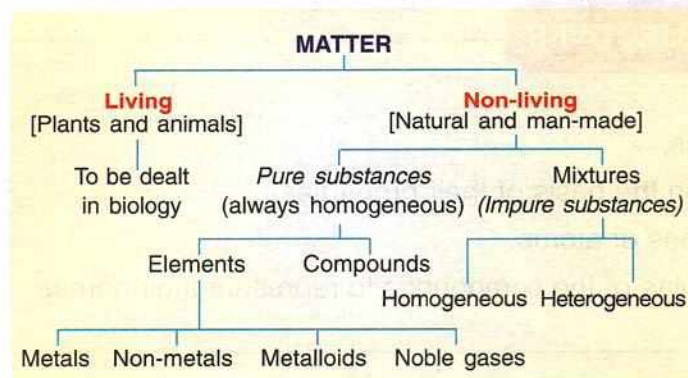 MATTER
Living
[Plants and animals]
Non-living
[Natural and man-made]
To be dealt
in biology
Pure substances
(always homogeneous)
Mixtures
(Impure substances)
Elements
Compounds
Homogeneous
Heterogeneous
Metals
Non-metals
Metalloids
Noble gases